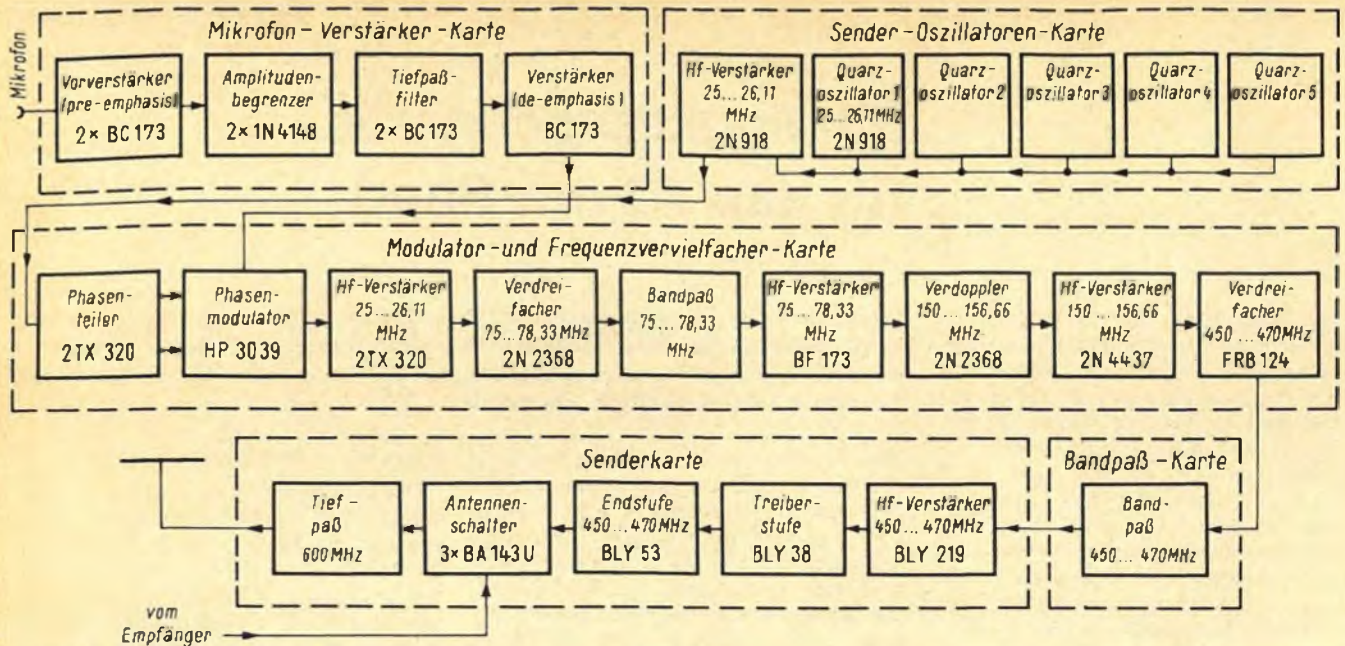 Mikrofon
Mikrofon-Verstärker-Karte
Vorverstärker
(pre-emphasis)
2× BC 173
Amplituden-
begrenzer
2× 1N 4148
Tiefpaß-
filter
2× BC 173
Verstärker
(de-emphasis)
BC 173
Sender-Oszillatoren-Karte
Hf-Verstärker
25...26,11
MHz
2N 918
Quarz-
oszillator 1
25...26,11 MHz
2N 918
Quarz-
oszillator 2
Quarz-
oszillator 3
Quarz-
oszillator 4
Quarz-
oszillator 5
Modulator-und Frequenzvervielfacher-Karte
Phasen-
teiler
2TX 320
Phasen-
modulator
HP 3039
Hf-Verstärker
25...26,11
MHz
2TX 320
Verdrei-
facher
75...78,33 MHz
2N 2368
Bandpaß
75...78,33
MHz
Hf-Verstärker
75...78,33
MHz
BF 173
Verdoppler
150...156,66
MHz
2N 2368
Hf-Verstärker
150...156,66
MHz
2N 4437
Verdrei-
facher
450...470 MHz
FRB 124
Senderkarte
Tief-
paß
600 MHz
Antennen-
schalter
3× BA 143 U
Endstufe
450...470 MHz
BLY 53
Treiber-
stufe
BLY 38
Hf-Verstärker
450...470 MHz
BLY 219
Bandpaß-Karte
Band-
paß
450...470 MHz
vom
Empfänger